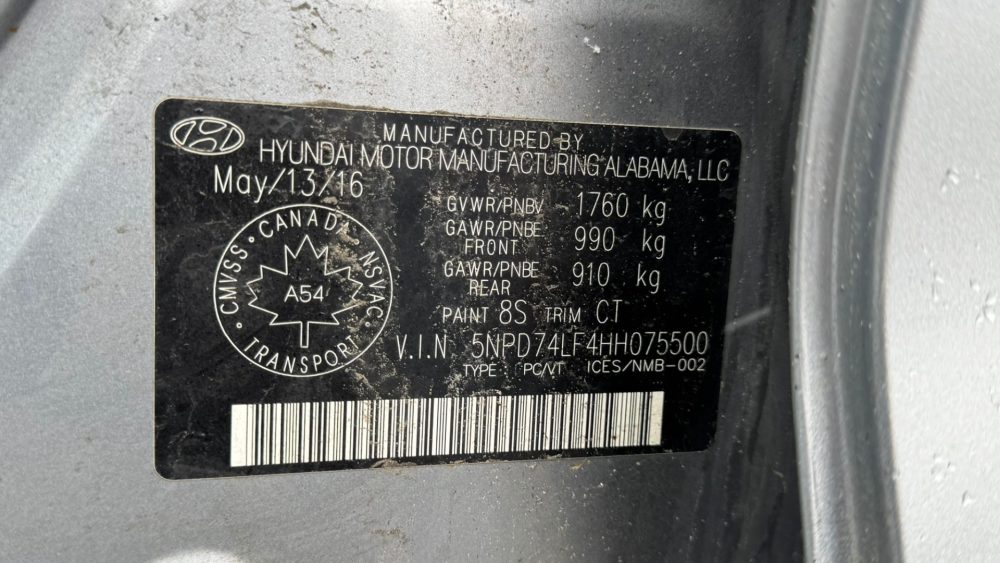 MANUFACTURED BY
HYUNDAI MOTOR MANUFACTURING ALABAMA, LLC
May/13/16
GVWR/PNBV 1760 kg
GAWR/PNBE FRONT 990 kg
GAWR/PNBE REAR 910 kg
PAINT 8S TRIM CT
V.I.N 5NPD74LF4HH075500
TYPE: PC/VT ICES/NMB-002
CANADA
CMVSS • NSVAC
A54
TRANSPORT